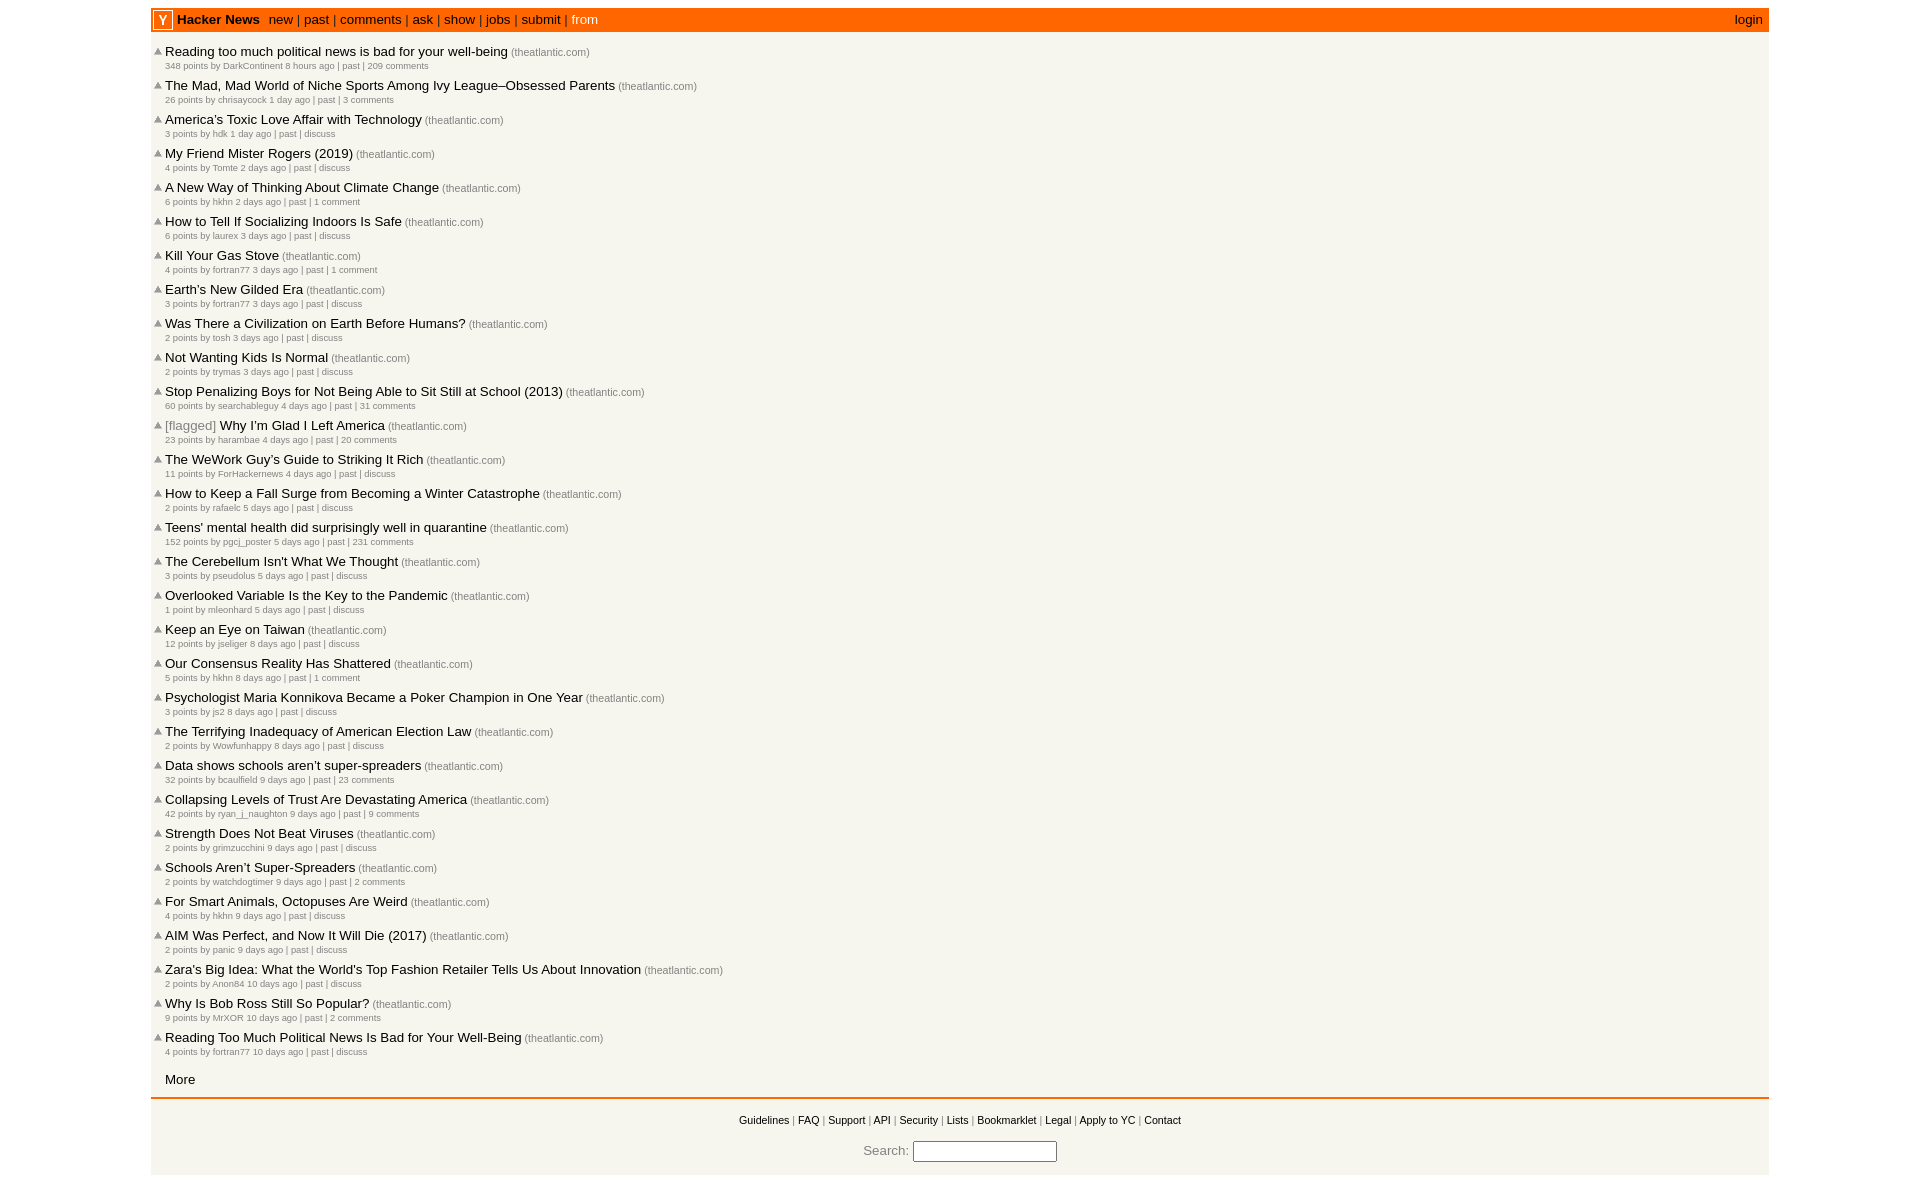 Y Hacker News new | past | comments | ask | show | jobs | submit | from login
Reading too much political news is bad for your well-being (theatlantic.com)
348 points by DarkContinent 8 hours ago | past | 209 comments
The Mad, Mad World of Niche Sports Among Ivy League–Obsessed Parents (theatlantic.com)
26 points by chrisaycock 1 day ago | past | 3 comments
America’s Toxic Love Affair with Technology (theatlantic.com)
3 points by hdk 1 day ago | past | discuss
My Friend Mister Rogers (2019) (theatlantic.com)
4 points by Tomte 2 days ago | past | discuss
A New Way of Thinking About Climate Change (theatlantic.com)
6 points by hkhn 2 days ago | past | 1 comment
How to Tell If Socializing Indoors Is Safe (theatlantic.com)
6 points by laurex 3 days ago | past | discuss
Kill Your Gas Stove (theatlantic.com)
4 points by fortran77 3 days ago | past | 1 comment
Earth’s New Gilded Era (theatlantic.com)
3 points by fortran77 3 days ago | past | discuss
Was There a Civilization on Earth Before Humans? (theatlantic.com)
2 points by tosh 3 days ago | past | discuss
Not Wanting Kids Is Normal (theatlantic.com)
2 points by trymas 3 days ago | past | discuss
Stop Penalizing Boys for Not Being Able to Sit Still at School (2013) (theatlantic.com)
60 points by searchableguy 4 days ago | past | 31 comments
[flagged] Why I’m Glad I Left America (theatlantic.com)
23 points by harambae 4 days ago | past | 20 comments
The WeWork Guy’s Guide to Striking It Rich (theatlantic.com)
11 points by ForHackernews 4 days ago | past | discuss
How to Keep a Fall Surge from Becoming a Winter Catastrophe (theatlantic.com)
2 points by rafaelc 5 days ago | past | discuss
Teens' mental health did surprisingly well in quarantine (theatlantic.com)
152 points by pgcj_poster 5 days ago | past | 231 comments
The Cerebellum Isn't What We Thought (theatlantic.com)
3 points by pseudolus 5 days ago | past | discuss
Overlooked Variable Is the Key to the Pandemic (theatlantic.com)
1 point by mleonhard 5 days ago | past | discuss
Keep an Eye on Taiwan (theatlantic.com)
12 points by jseliger 8 days ago | past | discuss
Our Consensus Reality Has Shattered (theatlantic.com)
5 points by hkhn 8 days ago | past | 1 comment
Psychologist Maria Konnikova Became a Poker Champion in One Year (theatlantic.com)
3 points by js2 8 days ago | past | discuss
The Terrifying Inadequacy of American Election Law (theatlantic.com)
2 points by Wowfunhappy 8 days ago | past | discuss
Data shows schools aren’t super-spreaders (theatlantic.com)
32 points by bcaulfield 9 days ago | past | 23 comments
Collapsing Levels of Trust Are Devastating America (theatlantic.com)
42 points by ryan_j_naughton 9 days ago | past | 9 comments
Strength Does Not Beat Viruses (theatlantic.com)
2 points by grimzucchini 9 days ago | past | discuss
Schools Aren’t Super-Spreaders (theatlantic.com)
2 points by watchdogtimer 9 days ago | past | 2 comments
For Smart Animals, Octopuses Are Weird (theatlantic.com)
4 points by hkhn 9 days ago | past | discuss
AIM Was Perfect, and Now It Will Die (2017) (theatlantic.com)
2 points by panic 9 days ago | past | discuss
Zara's Big Idea: What the World's Top Fashion Retailer Tells Us About Innovation (theatlantic.com)
2 points by Anon84 10 days ago | past | discuss
Why Is Bob Ross Still So Popular? (theatlantic.com)
9 points by MrXOR 10 days ago | past | 2 comments
Reading Too Much Political News Is Bad for Your Well-Being (theatlantic.com)
4 points by fortran77 10 days ago | past | discuss
More
Guidelines | FAQ | Support | API | Security | Lists | Bookmarklet | Legal | Apply to YC | Contact
Search: